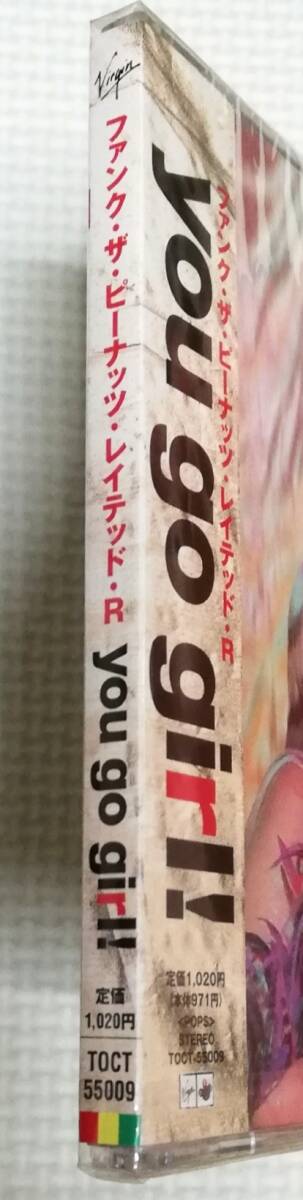 Virgin
ファンク・ザ・ピーナッツ・レイテッド・R
you go girl!
定価
1,020円
TOCT
55009
ファンク・ザ・ピーナッツ・レイテッド・R
you go girl!
定価1,020円
(本体971円)
<POPS>
STEREO
TOCT-55009
Virgin